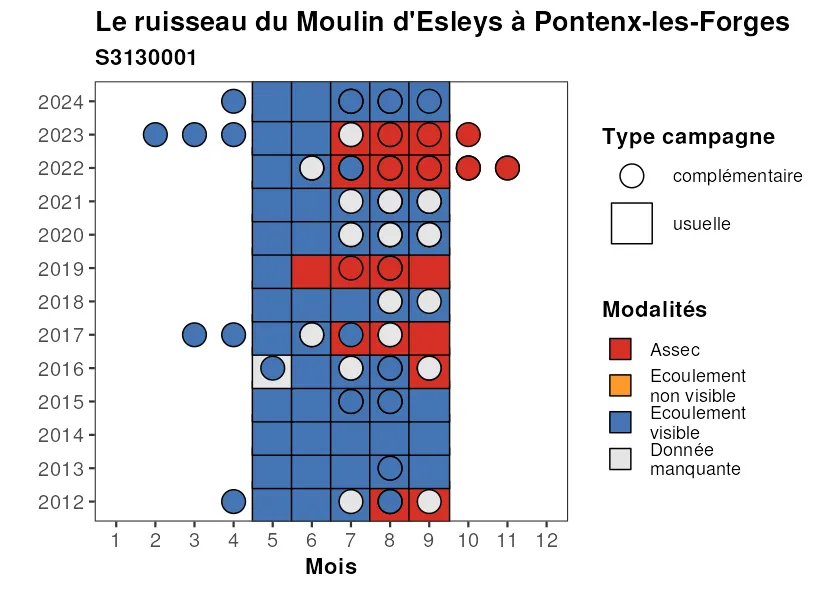 Le ruisseau du Moulin d'Esleys à Pontenx-les-Forges
S3130001
2024
2023
2022
2021
2020
2019
2018
2017
2016
2015
2014
2013
2012
1 2 3 4 5 6 7 8 9 10 11 12
Mois
Type campagne
complémentaire
usuelle
Modalités
Assec
Ecoulement
non visible
Ecoulement
visible
Donnée
manquante